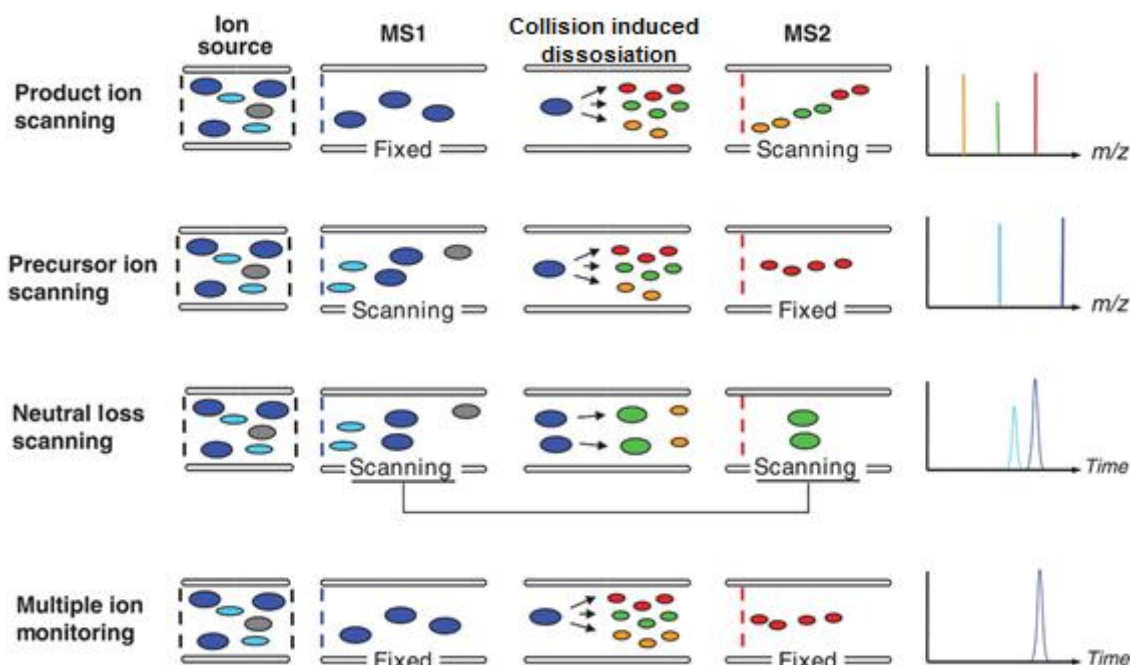 Ion source
MS1
Collision induced dissosiation
MS2
Product ion scanning
Fixed
Scanning
m/z
Precursor ion scanning
Scanning
Fixed
m/z
Neutral loss scanning
Scanning
Scanning
Time
Multiple ion monitoring
Fixed
Fixed
Time